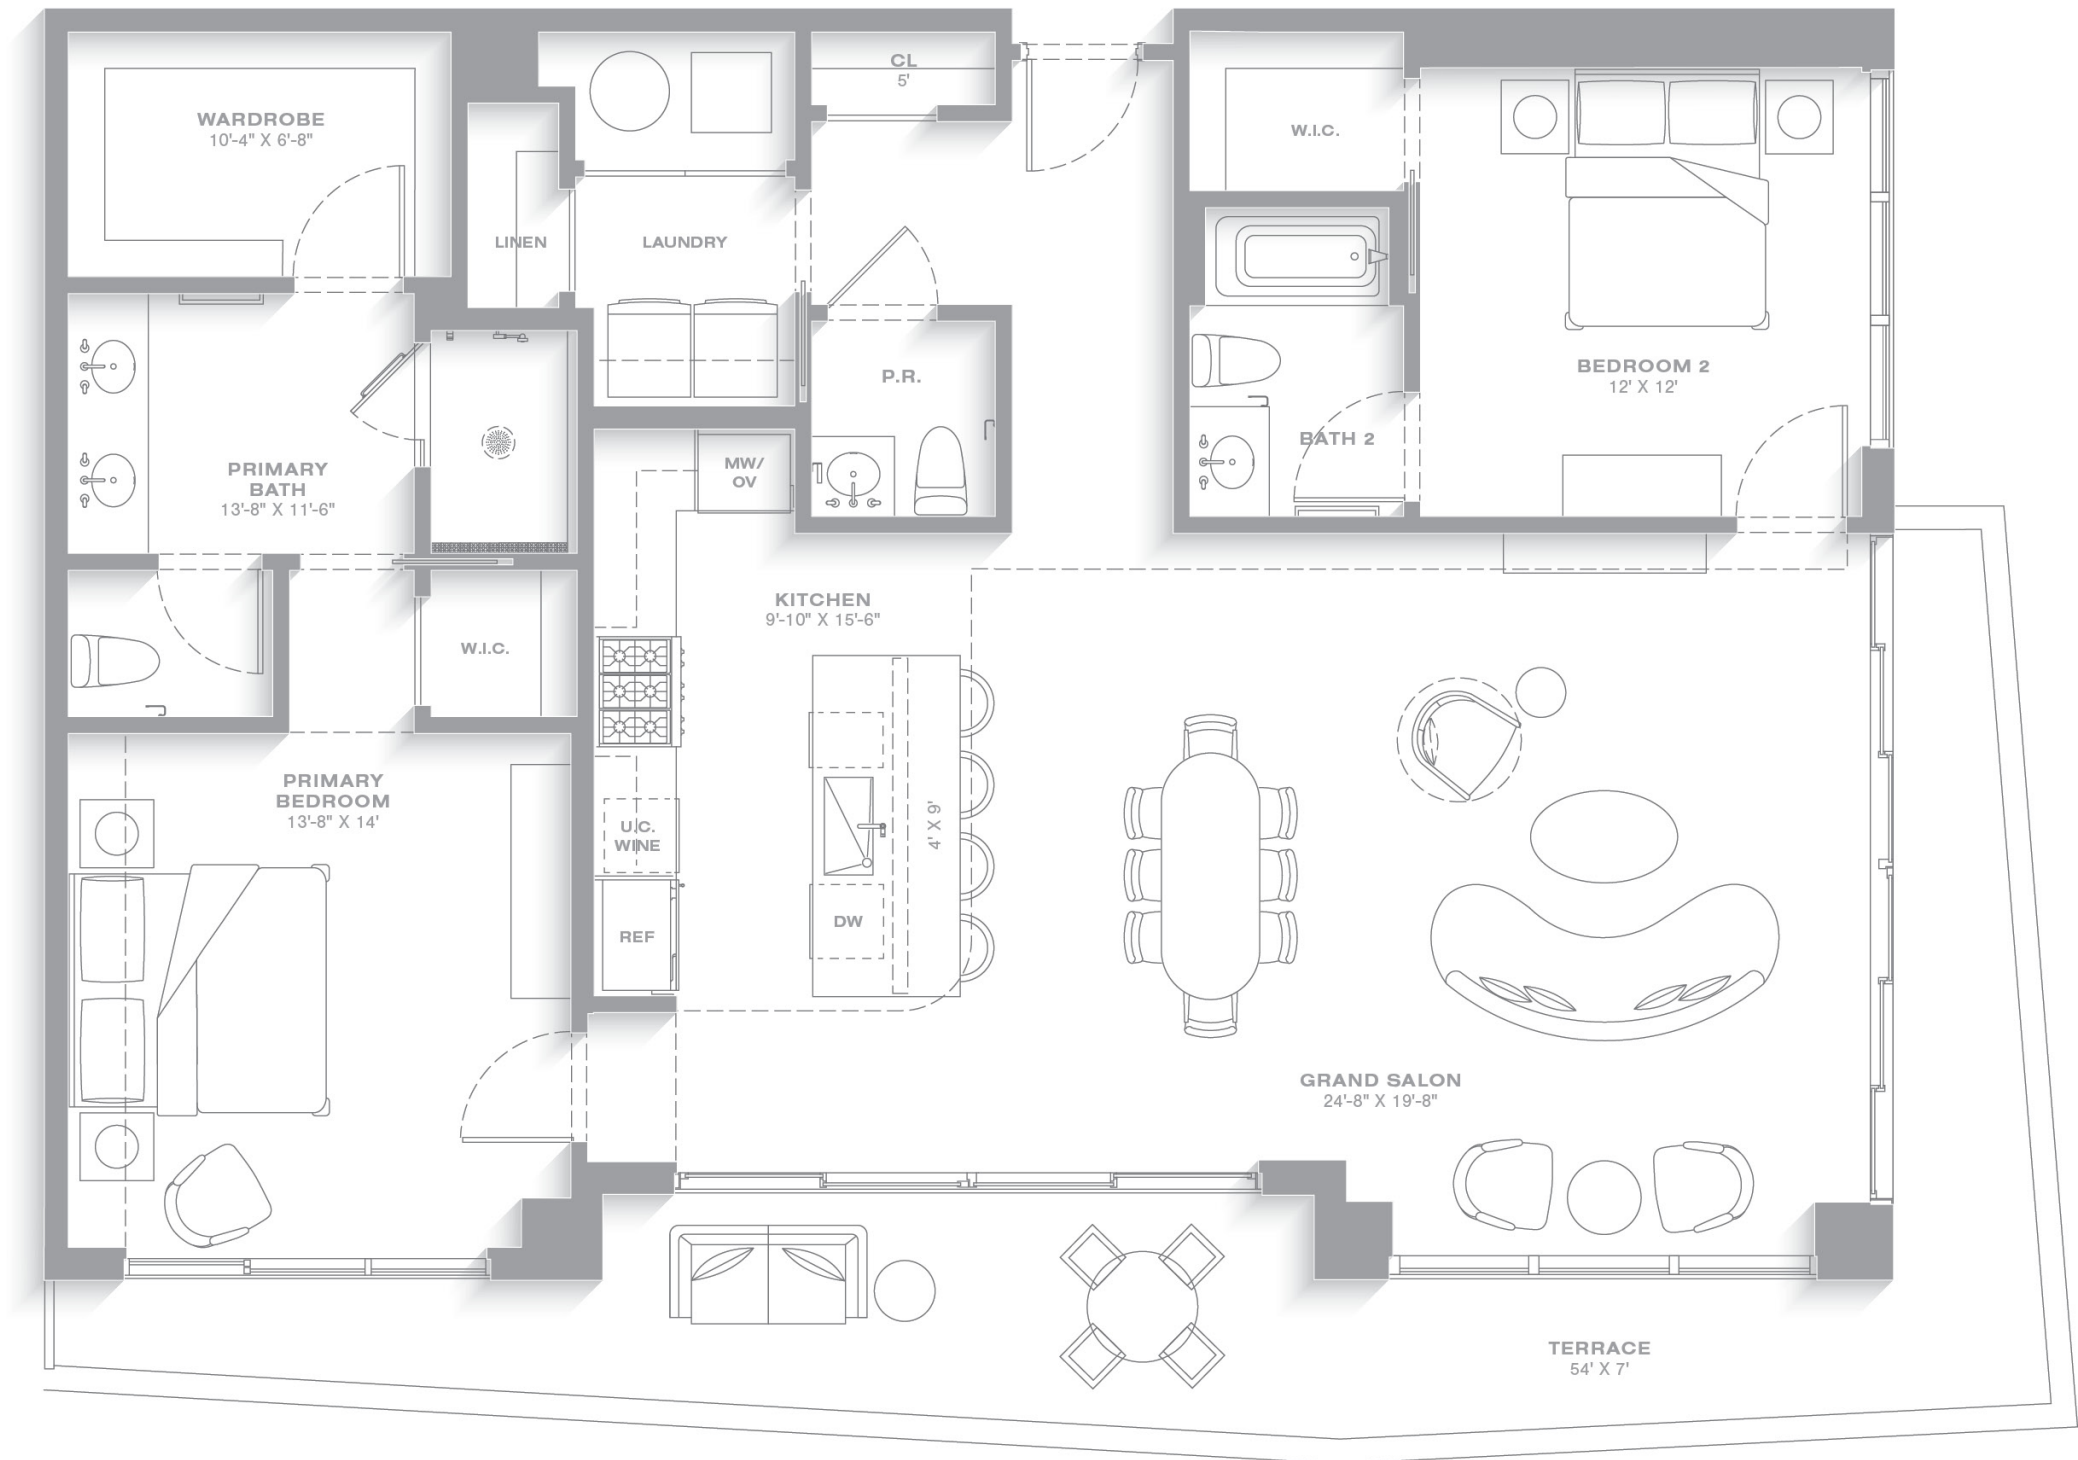 CL
5'
WARDROBE
10'-4" X 6'-8"
W.I.C.
LINEN
LAUNDRY
BEDROOM 2
12' X 12'
P.R.
BATH 2
PRIMARY
BATH
13'-8" X 11'-6"
MW/
OV
KITCHEN
9'-10" X 15'-6"
W.I.C.
PRIMARY
BEDROOM
13'-8" X 14'
U.C.
WINE
4' X 9'
REF
DW
GRAND SALON
24'-8" X 19'-8"
TERRACE
54' X 7'